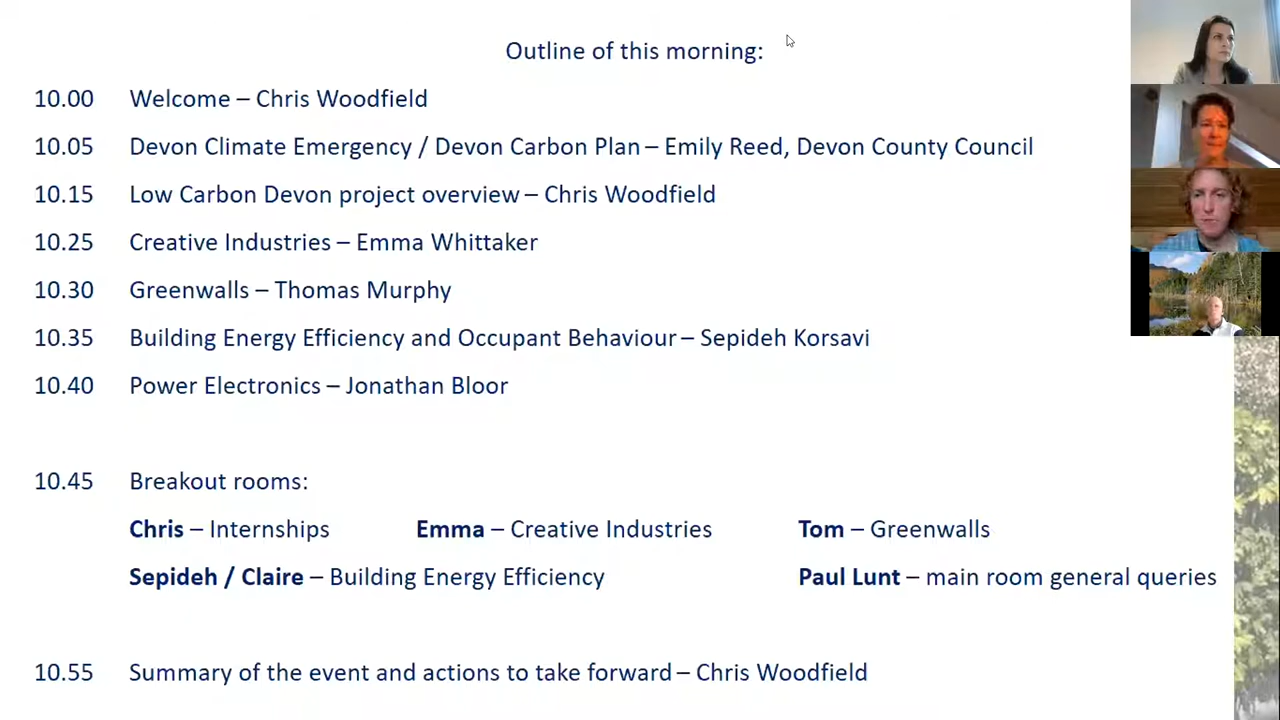 Outline of this morning:
10.00 Welcome – Chris Woodfield
10.05 Devon Climate Emergency / Devon Carbon Plan – Emily Reed, Devon County Council
10.15 Low Carbon Devon project overview – Chris Woodfield
10.25 Creative Industries – Emma Whittaker
10.30 Greenwalls – Thomas Murphy
10.35 Building Energy Efficiency and Occupant Behaviour – Sepideh Korsavi
10.40 Power Electronics – Jonathan Bloor
10.45 Breakout rooms:
Chris – Internships Emma – Creative Industries Tom – Greenwalls
Sepideh / Claire – Building Energy Efficiency Paul Lunt – main room general queries
10.55 Summary of the event and actions to take forward – Chris Woodfield